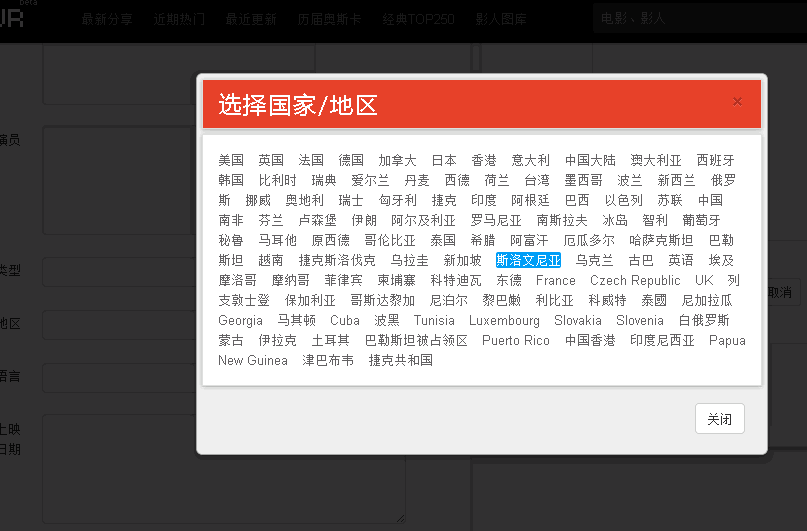 beta
最新分享 近期热门 最近更新 历届奥斯卡 经典TOP250 影人图库 电影、影人
选择国家/地区 ×
美国 英国 法国 德国 加拿大 日本 香港 意大利 中国大陆 澳大利亚 西班牙
韩国 比利时 瑞典 爱尔兰 丹麦 西德 荷兰 台湾 墨西哥 波兰 新西兰 俄罗
斯 挪威 奥地利 瑞士 匈牙利 捷克 印度 阿根廷 巴西 以色列 苏联 中国
南非 芬兰 卢森堡 伊朗 阿尔及利亚 罗马尼亚 南斯拉夫 冰岛 智利 葡萄牙
秘鲁 马耳他 原西德 哥伦比亚 泰国 希腊 阿富汗 厄瓜多尔 哈萨克斯坦 巴勒
斯坦 越南 捷克斯洛伐克 乌拉圭 新加坡 斯洛文尼亚 乌克兰 古巴 英语 埃及
摩洛哥 摩纳哥 菲律宾 柬埔寨 科特迪瓦 东德 France Czech Republic UK 列
支敦士登 保加利亚 哥斯达黎加 尼泊尔 黎巴嫩 利比亚 科威特 泰國 尼加拉瓜
Georgia 马其顿 Cuba 波黑 Tunisia Luxembourg Slovakia Slovenia 白俄罗斯
蒙古 伊拉克 土耳其 巴勒斯坦被占领区 Puerto Rico 中国香港 印度尼西亚 Papua
New Guinea 津巴布韦 捷克共和国
关闭
演员
类型
取消
地区
语言
上映
日期